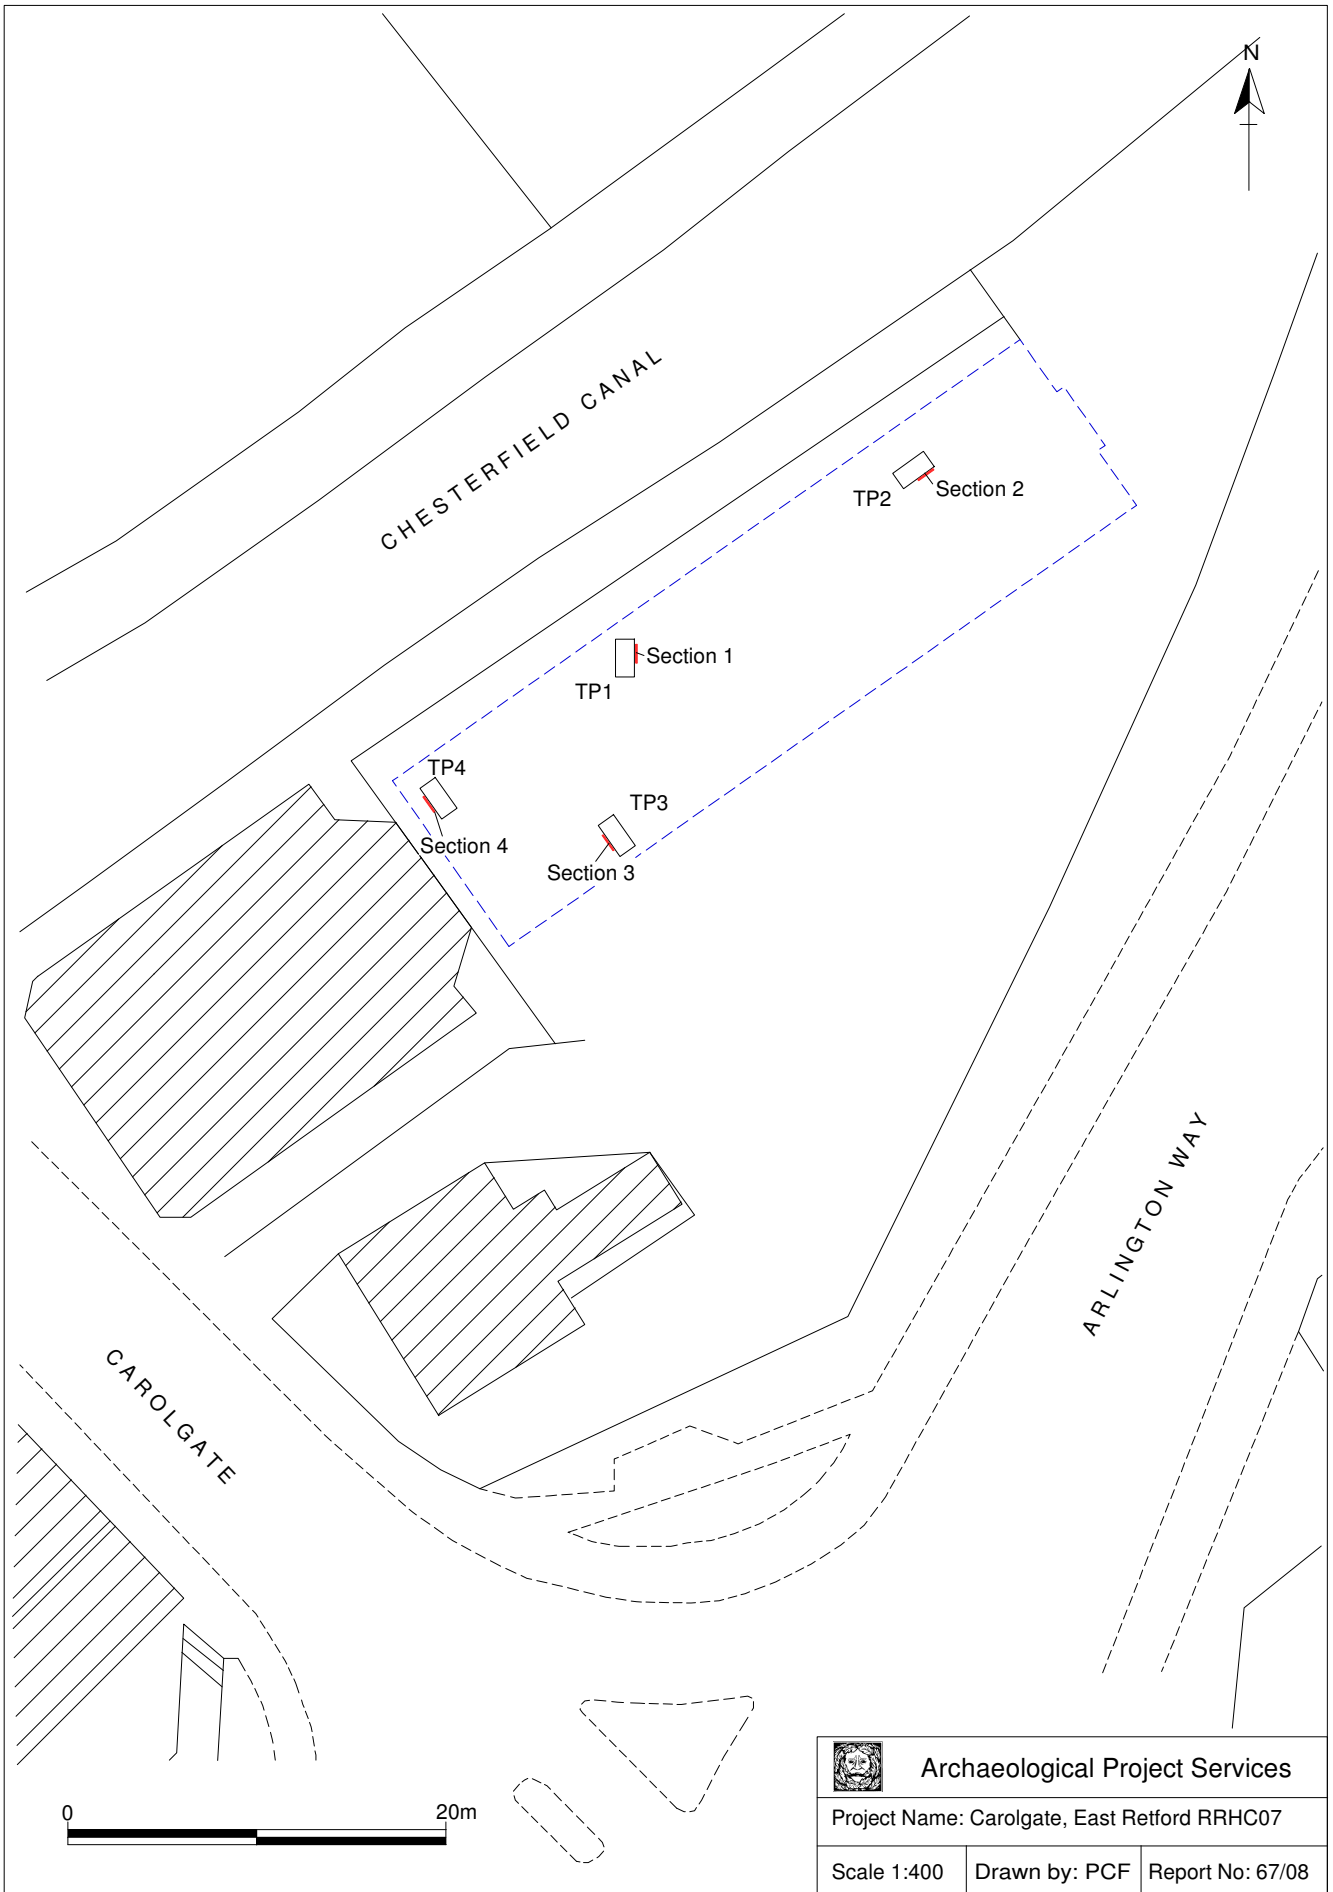 N
CHESTERFIELD CANAL
TP2
Section 2
Section 1
TP1
TP4
TP3
Section 4
Section 3
ARLINGTON WAY
CAROLGATE
0 20m
Archaeological Project Services
Project Name: Carolgate, East Retford RRHC07
Scale 1:400 Drawn by: PCF Report No: 67/08